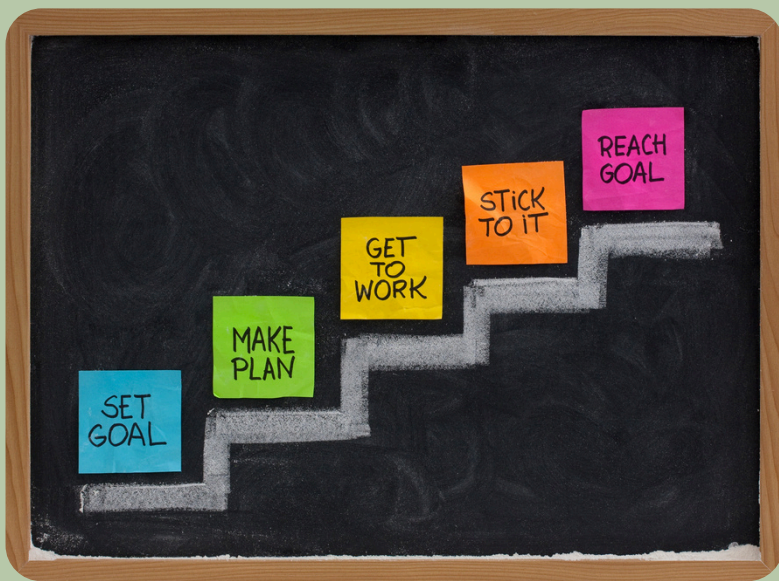 SET
GOAL
MAKE
PLAN
GET
TO
WORK
STiCK
TO iT
REACH
GOAL